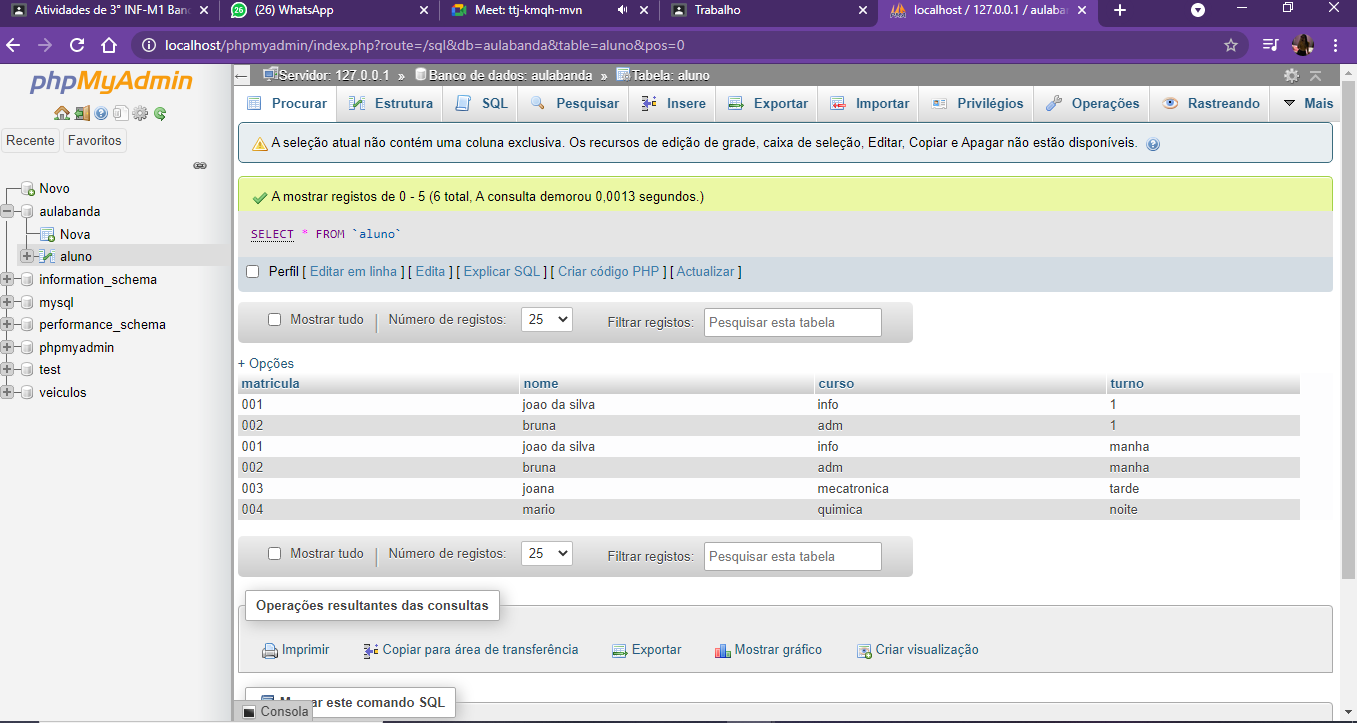 Atividades de 3° INF-M1 Banc
(26) WhatsApp
Meet: ttj-kmqh-mvn
Trabalho
localhost / 127.0.0.1 / aulaban
localhost/phpmyadmin/index.php?route=/sql&db=aulabanda&table=aluno&pos=0
phpMyAdmin
Recente Favoritos
Novo
aulabanda
Nova
aluno
information_schema
mysql
performance_schema
phpmyadmin
test
veiculos
Servidor: 127.0.0.1 » Banco de dados: aulabanda » Tabela: aluno
Procurar Estrutura SQL Pesquisar Insere Exportar Importar Privilégios Operações Rastreando Mais
A seleção atual não contém uma coluna exclusiva. Os recursos de edição de grade, caixa de seleção, Editar, Copiar e Apagar não estão disponíveis.
A mostrar registos de 0 - 5 (6 total, A consulta demorou 0,0013 segundos.)
SELECT * FROM `aluno`
Perfil [ Editar em linha ] [ Edita ] [ Explicar SQL ] [ Criar código PHP ] [ Actualizar ]
Mostrar tudo | Número de registos: 25 Filtrar registos: Pesquisar esta tabela
+ Opções
matricula nome curso turno
001 joao da silva info 1
002 bruna adm 1
001 joao da silva info manha
002 bruna adm manha
003 joana mecatronica tarde
004 mario quimica noite
Mostrar tudo | Número de registos: 25 Filtrar registos: Pesquisar esta tabela
Operações resultantes das consultas
Imprimir Copiar para área de transferência Exportar Mostrar gráfico Criar visualização
ar este comando SQL
Consola